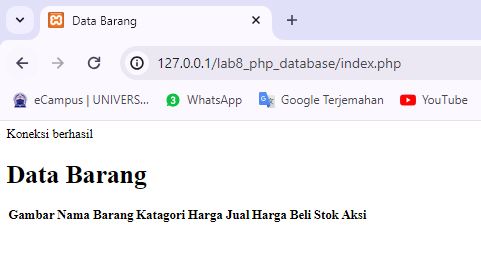 Data Barang
127.0.0.1/lab8_php_database/index.php
eCampus | UNIVERS... WhatsApp Google Terjemahan YouTube
Koneksi berhasil
Data Barang
Gambar Nama Barang Katagori Harga Jual Harga Beli Stok Aksi